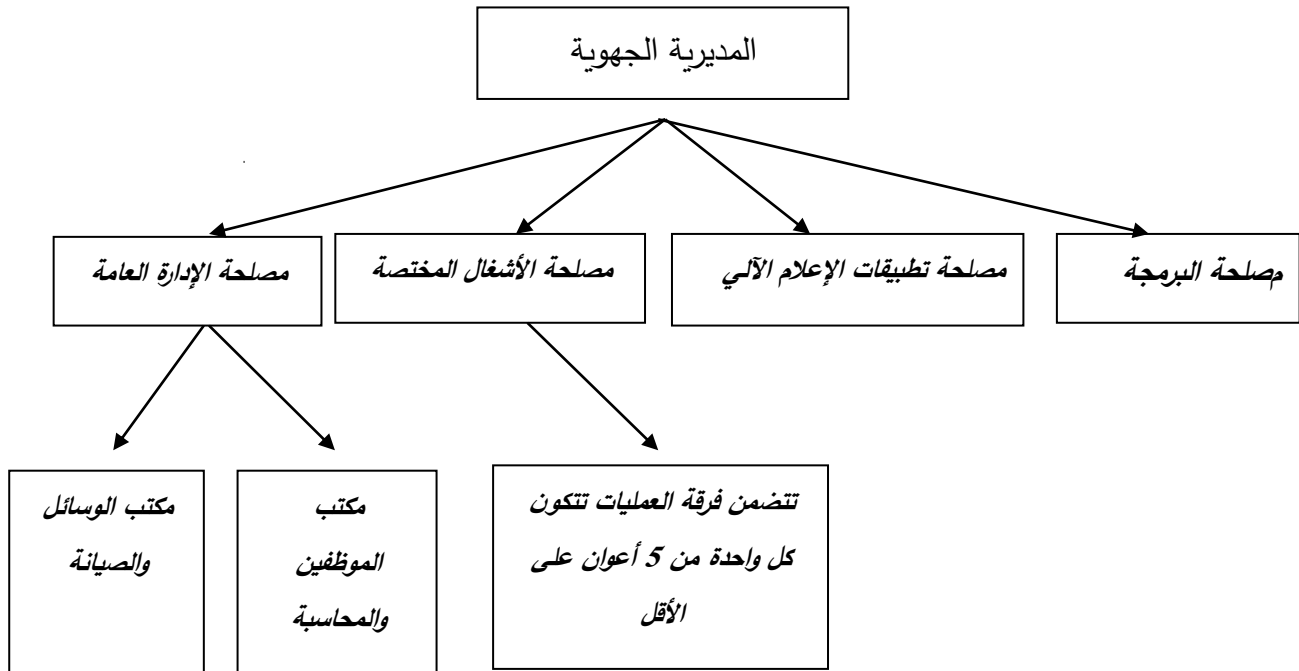 المديرية الجهوية
مصلحة البرمجة
مصلحة تطبيقات الإعلام الآلي
مصلحة الأشغال المختصة
مصلحة الإدارة العامة
تتضمن فرقة العمليات تتكون
كل واحدة من 5 أعوان على
الأقل
مكتب
الموظفين
والمحاسبة
مكتب الوسائل
والصيانة